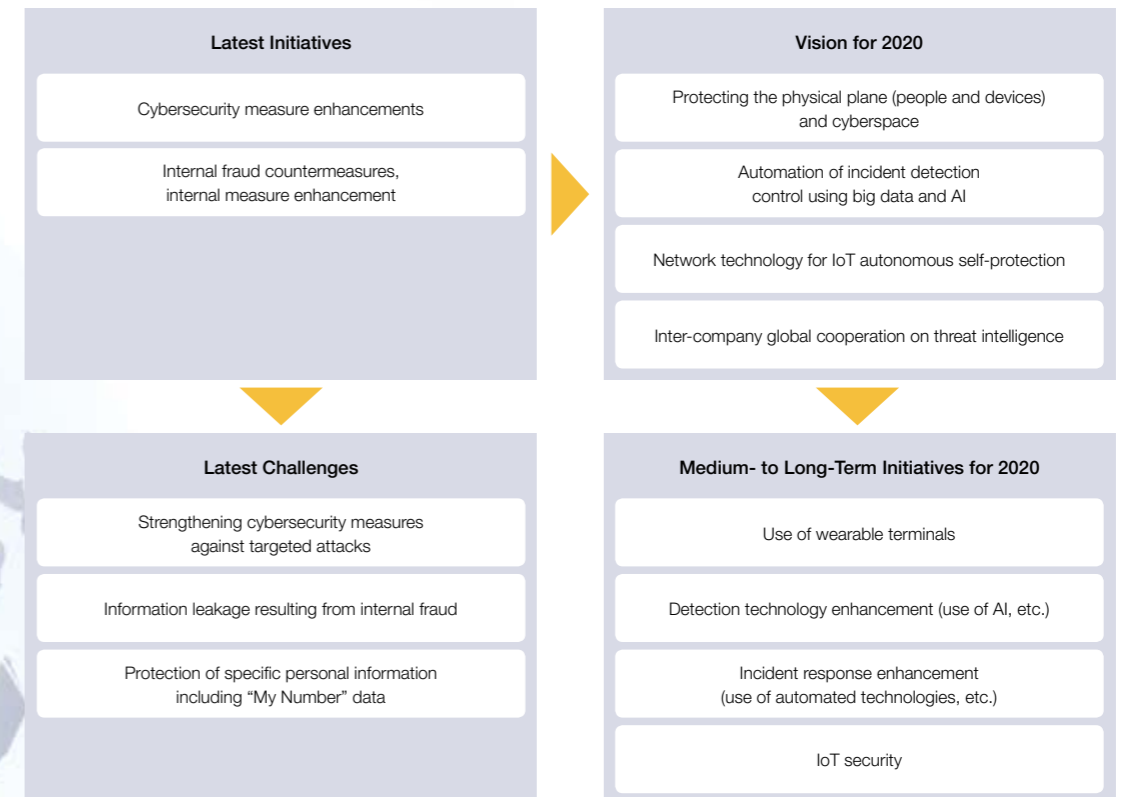 Latest Initiatives
Cybersecurity measure enhancements
Internal fraud countermeasures,
internal measure enhancement
Vision for 2020
Protecting the physical plane (people and devices)
and cyberspace
Automation of incident detection
control using big data and AI
Network technology for IoT autonomous self-protection
Inter-company global cooperation on threat intelligence
Latest Challenges
Strengthening cybersecurity measures
against targeted attacks
Information leakage resulting from internal fraud
Protection of specific personal information
including “My Number” data
Medium- to Long-Term Initiatives for 2020
Use of wearable terminals
Detection technology enhancement (use of AI, etc.)
Incident response enhancement
(use of automated technologies, etc.)
IoT security